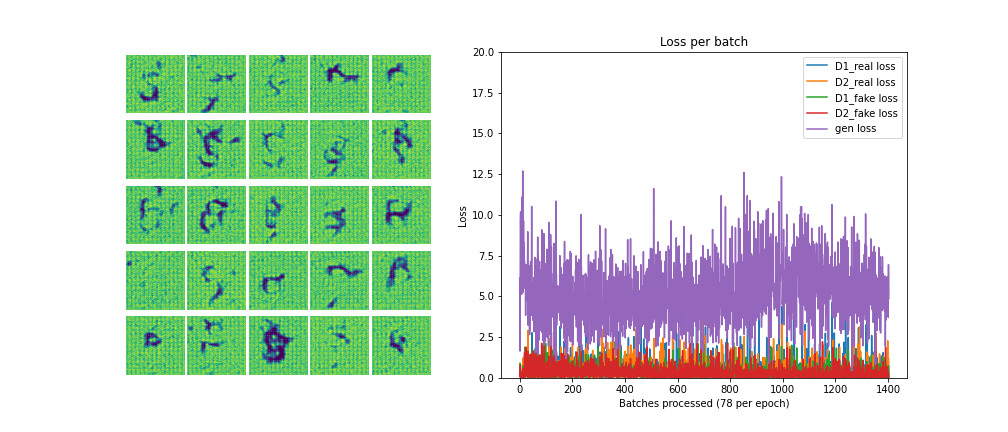 Loss per batch
20.0
17.5
15.0
12.5
10.0
7.5
5.0
2.5
0.0
Loss
D1_real loss
D2_real loss
D1_fake loss
D2_fake loss
gen loss
0 200 400 600 800 1000 1200 1400
Batches processed (78 per epoch)